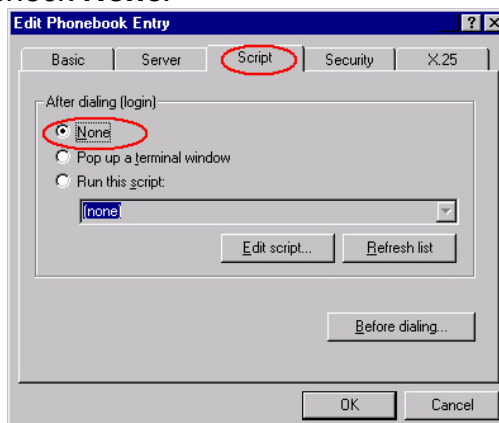 Edit Phonebook Entry
Basic Server Script Security X.25
After dialing (login)
None
Pop up a terminal window
Run this script:
(none)
Edit script... Refresh list
Before dialing...
OK Cancel